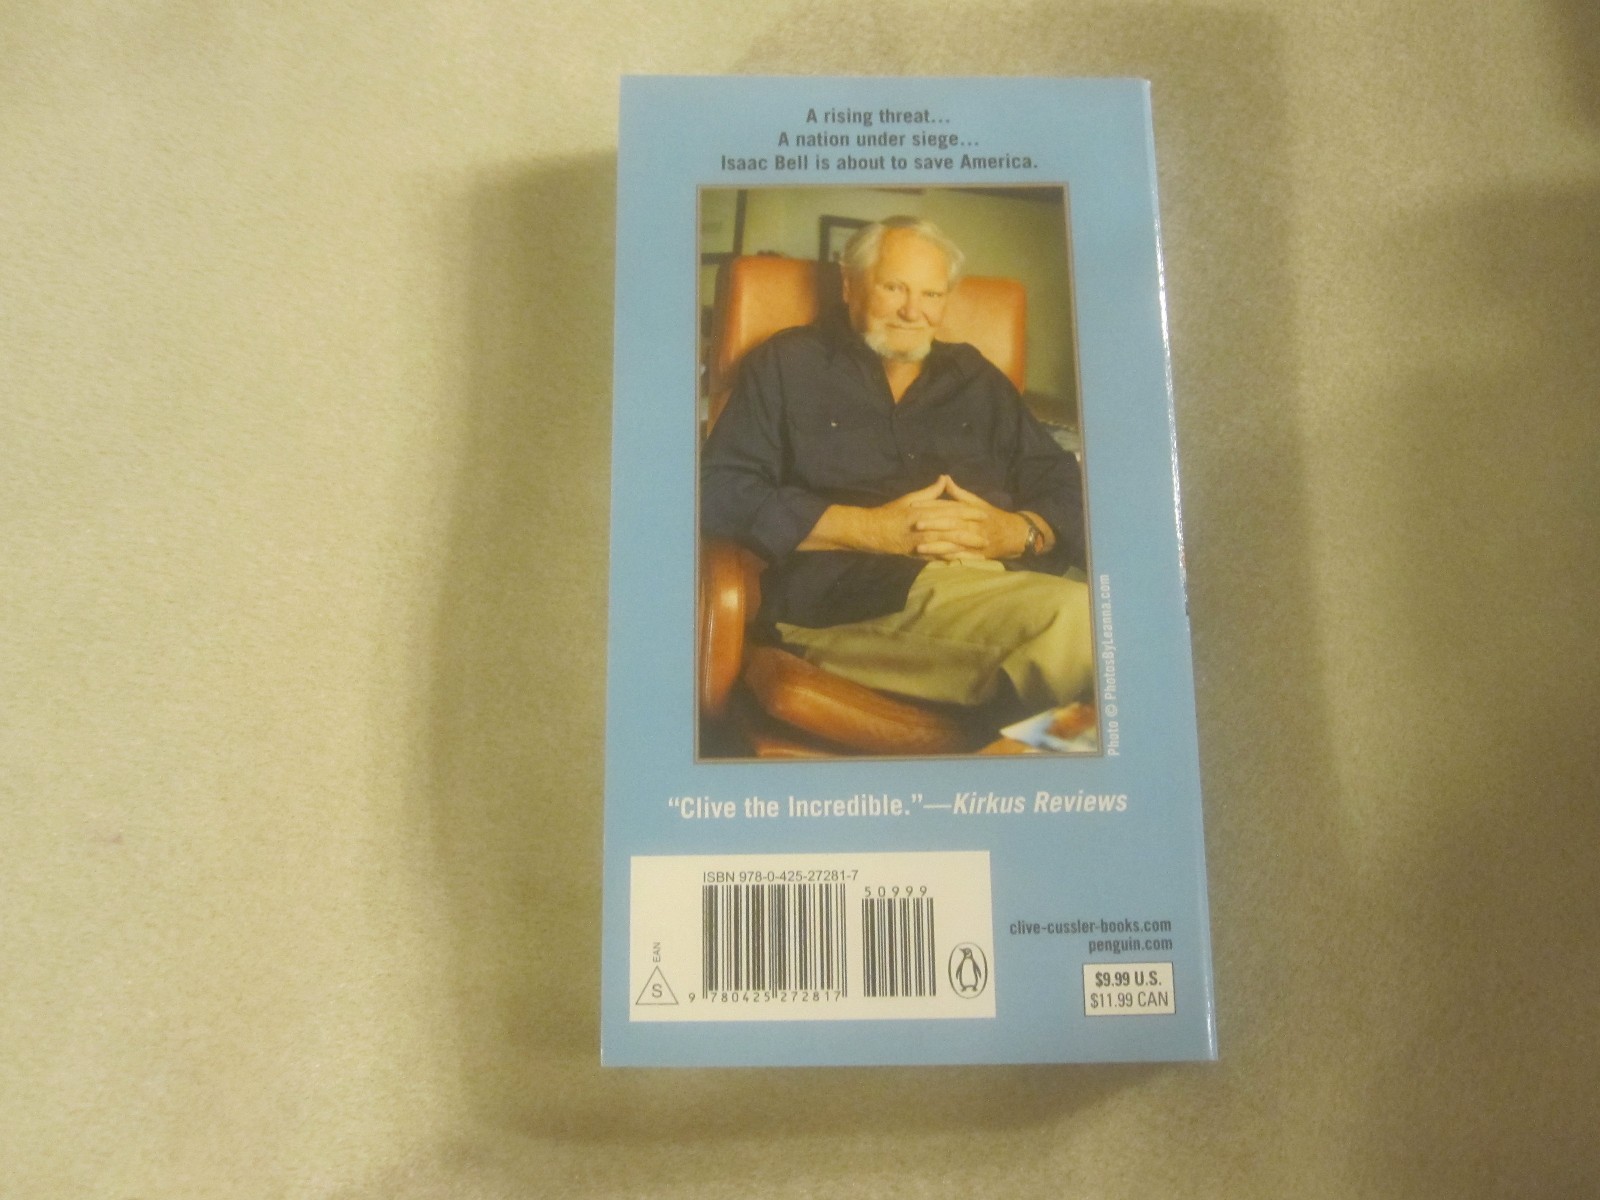 A rising threat...
A nation under siege...
Isaac Bell is about to save America.
Photo © PhotosByLeanna.com
“Clive the Incredible.”—Kirkus Reviews
ISBN 978-0-425-27281-7
50999
EAN
S
9 780425 272817
clive-cussler-books.com
penguin.com
$9.99 U.S.
$11.99 CAN